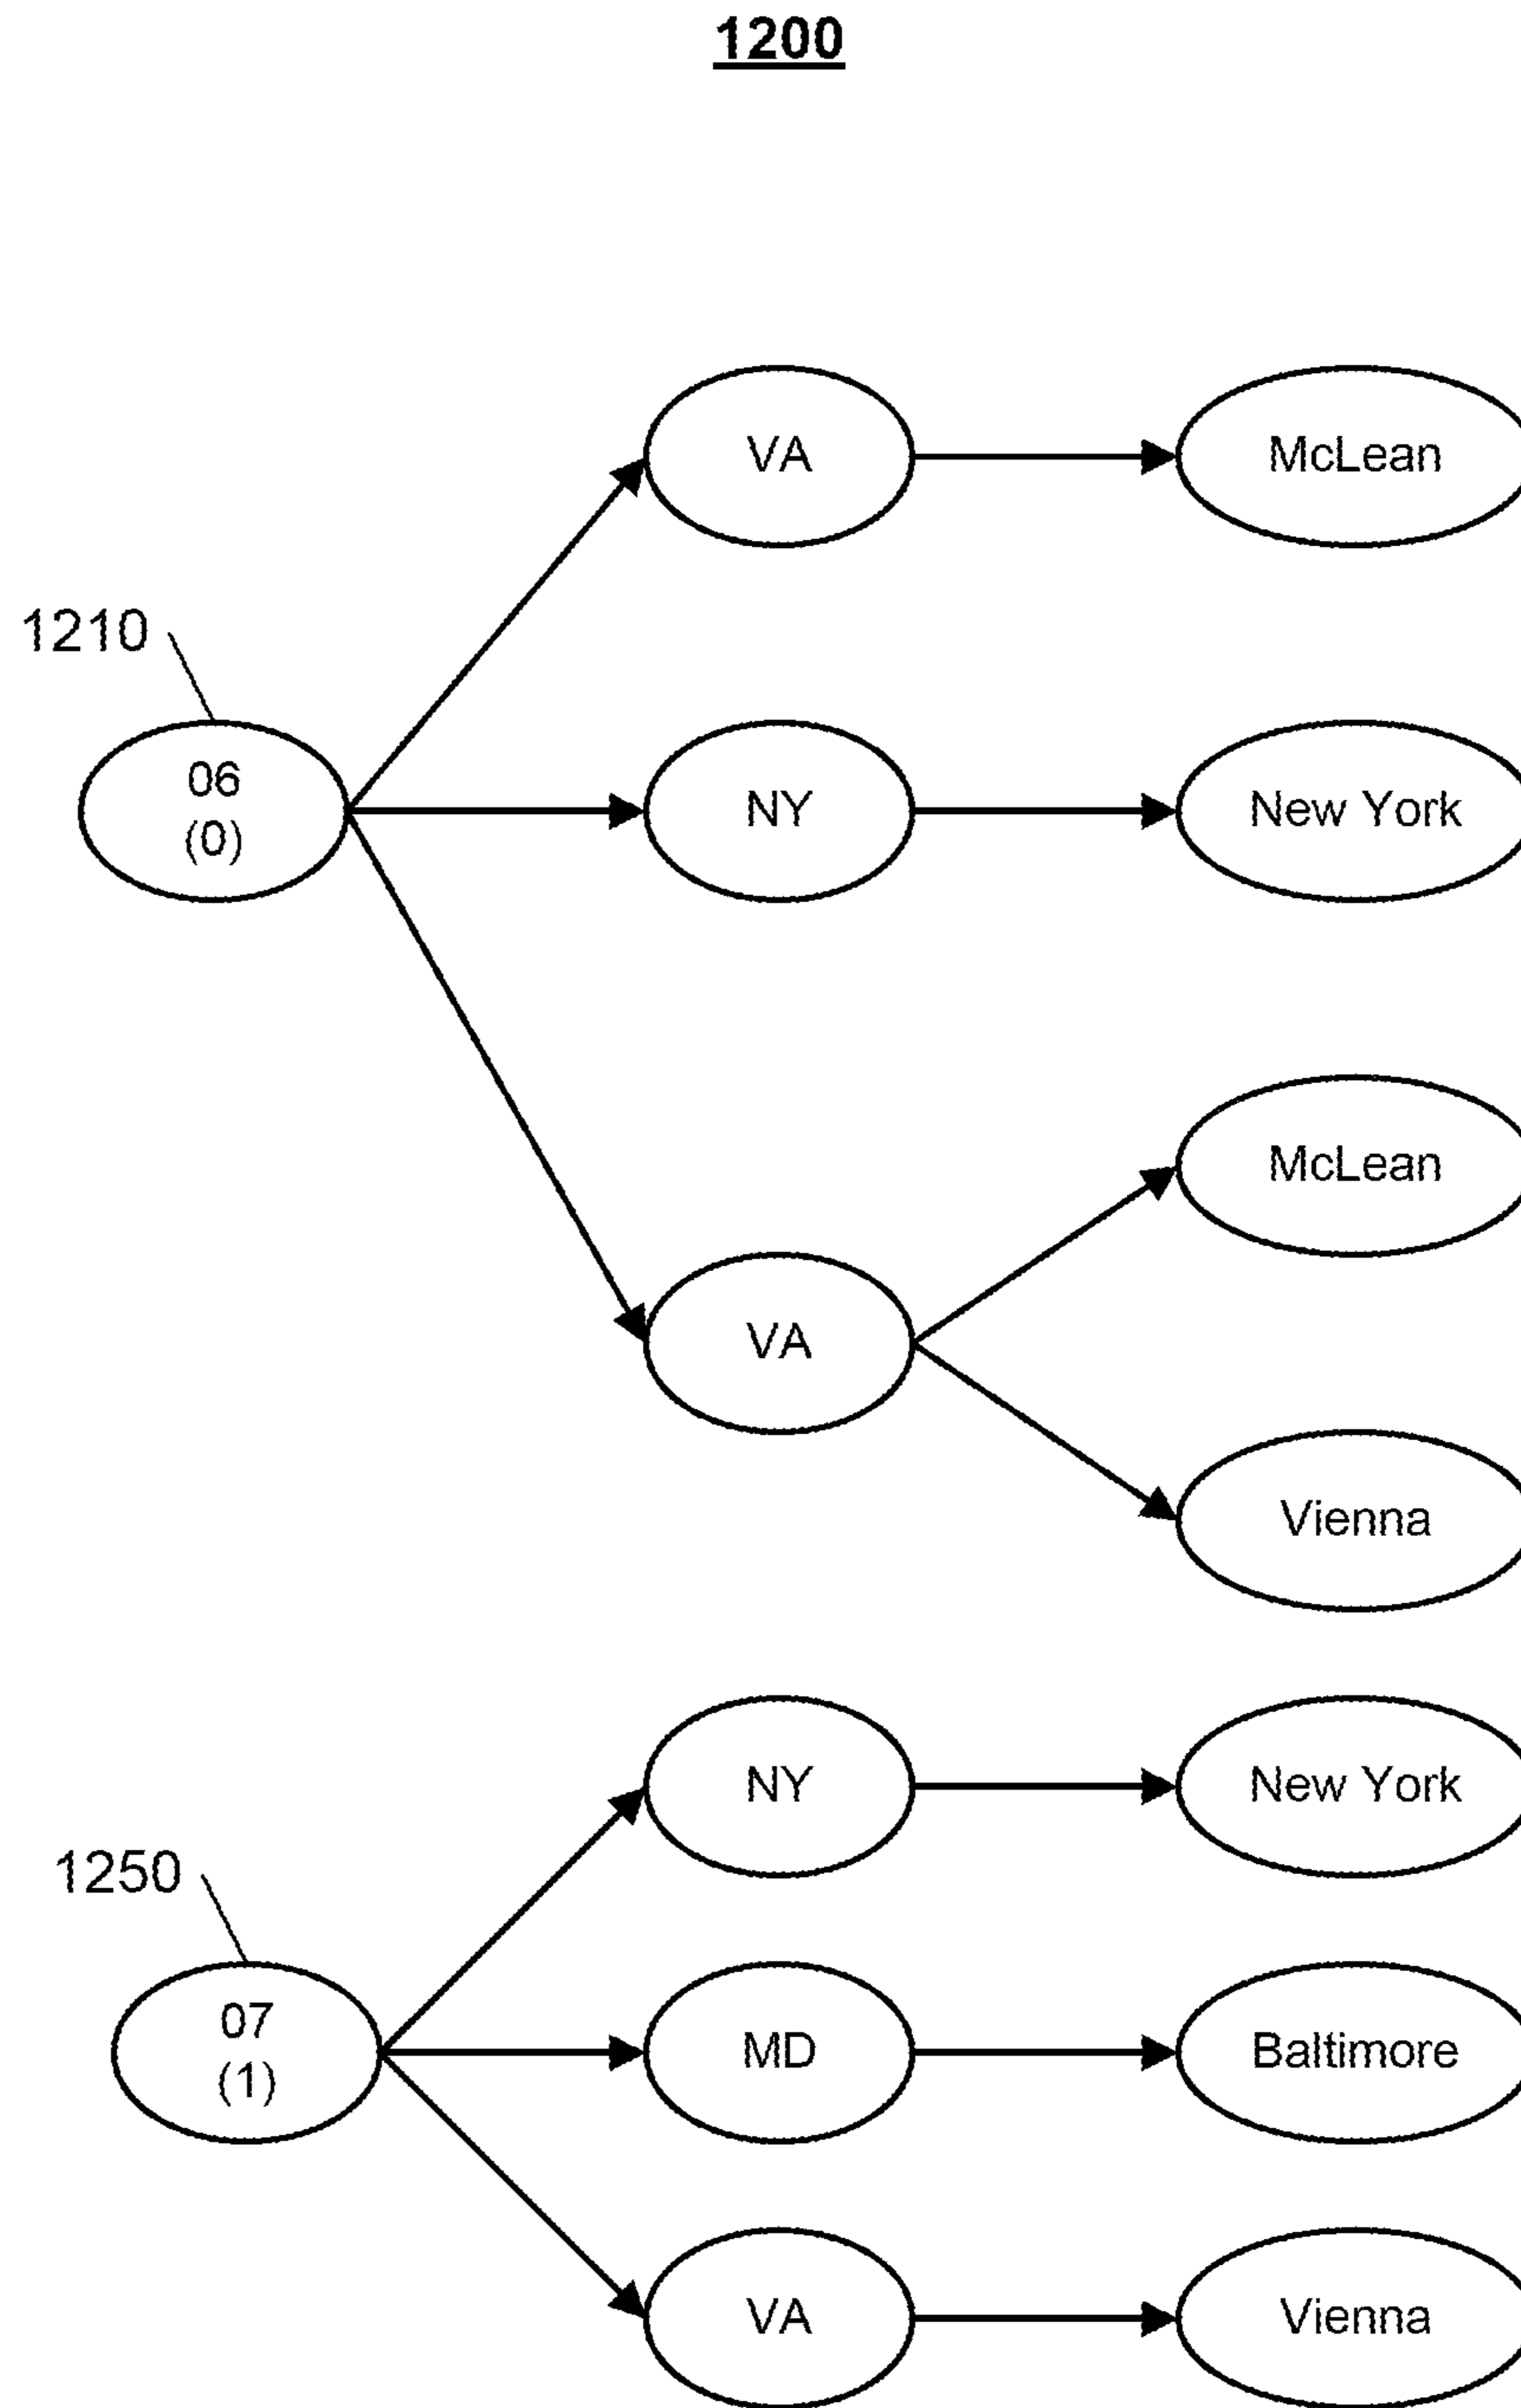 1200
VA
McLean
1210
06
(0)
NY
New York
McLean
VA
Vienna
NY
New York
1250
07
(1)
MD
Baltimore
VA
Vienna